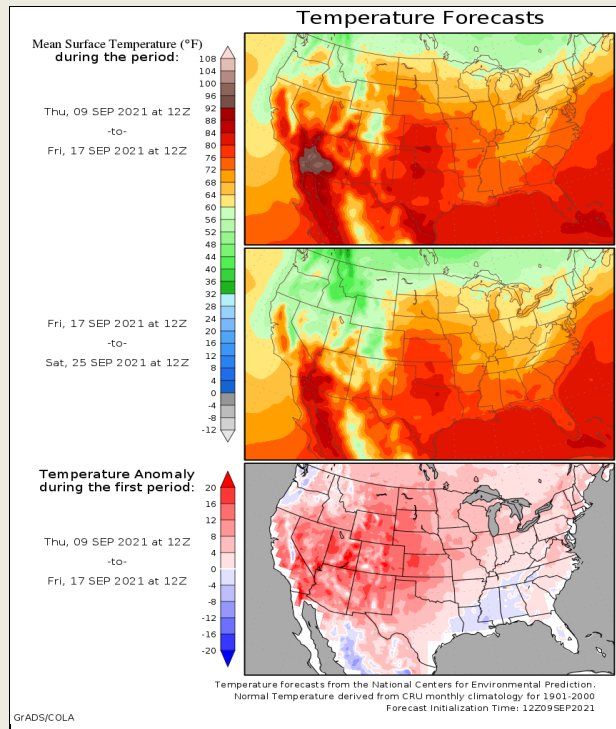 Temperature Forecasts
Mean Surface Temperature (°F)
during the period:
Thu, 09 SEP 2021 at 12Z
-to-
Fri, 17 SEP 2021 at 12Z
108
104
100
96
92
88
84
80
76
72
68
64
60
56
52
48
44
40
36
32
28
24
20
16
12
8
4
0
-4
-8
-12
Fri, 17 SEP 2021 at 12Z
-to-
Sat, 25 SEP 2021 at 12Z
Temperature Anomaly
during the first period:
Thu, 09 SEP 2021 at 12Z
-to-
Fri, 17 SEP 2021 at 12Z
20
16
12
8
4
0
-4
-8
-12
-16
-20
Temperature forecasts from the National Centers for Environmental Prediction.
Normal Temperature derived from CRU monthly climatology for 1901-2000
Forecast Initialization Time: 12Z09SEP2021
GrADS/COLA